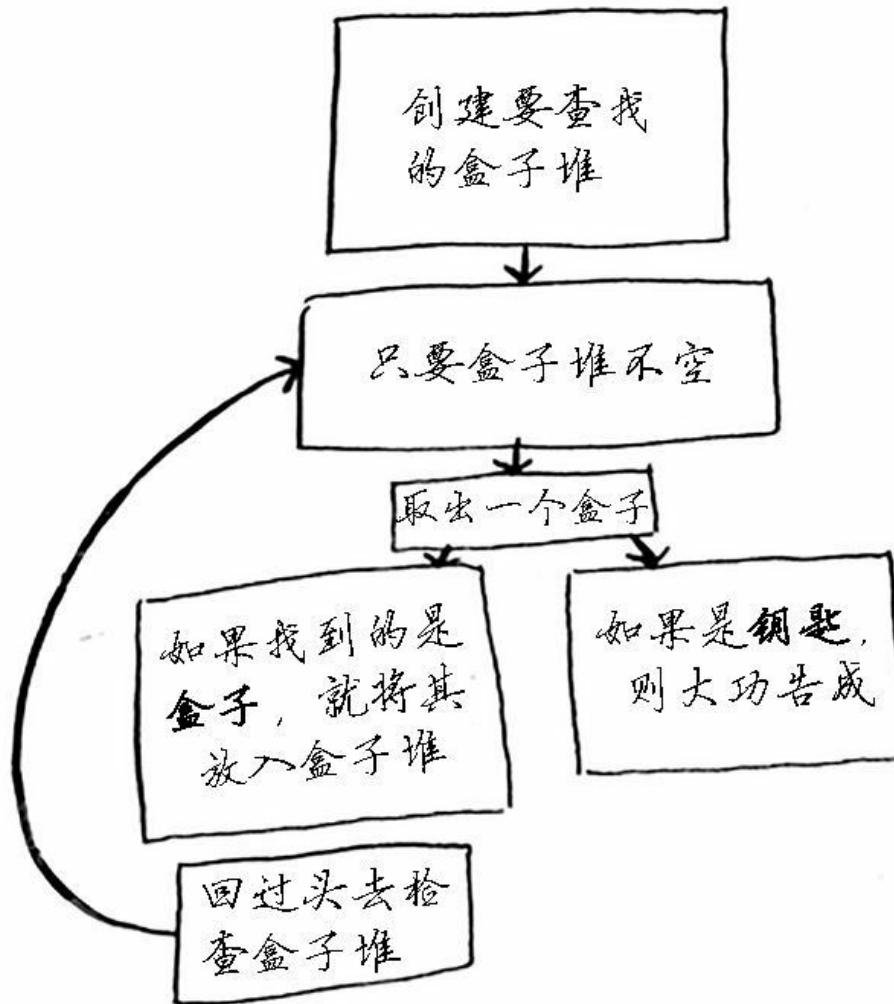 创建要查找
的盒子堆
只要盒子堆不空
取出一个盒子
如果找到的是
盒子，就将其
放入盒子堆
如果是钥匙，
则大功告成
回过头去检
查盒子堆